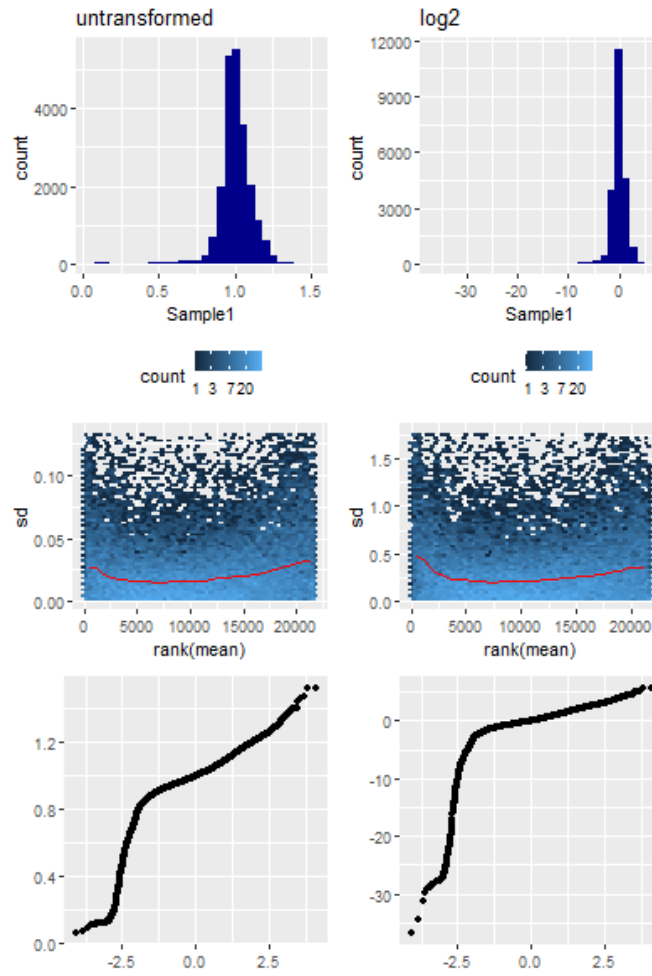 untransformed
log2
count
4000
2000
0
0.0 0.5 1.0 1.5
Sample1
count
12000
9000
6000
3000
0
-30 -20 -10 0
Sample1
count
1 3 7 20
count
1 3 7 20
sd
0.10
0.05
0.00
0 5000 10000 15000 20000
rank(mean)
sd
1.5
1.0
0.5
0.0
0 5000 10000 15000 20000
rank(mean)
1.2
0.8
0.4
0.0
-2.5 0.0 2.5
0
-10
-20
-30
-2.5 0.0 2.5